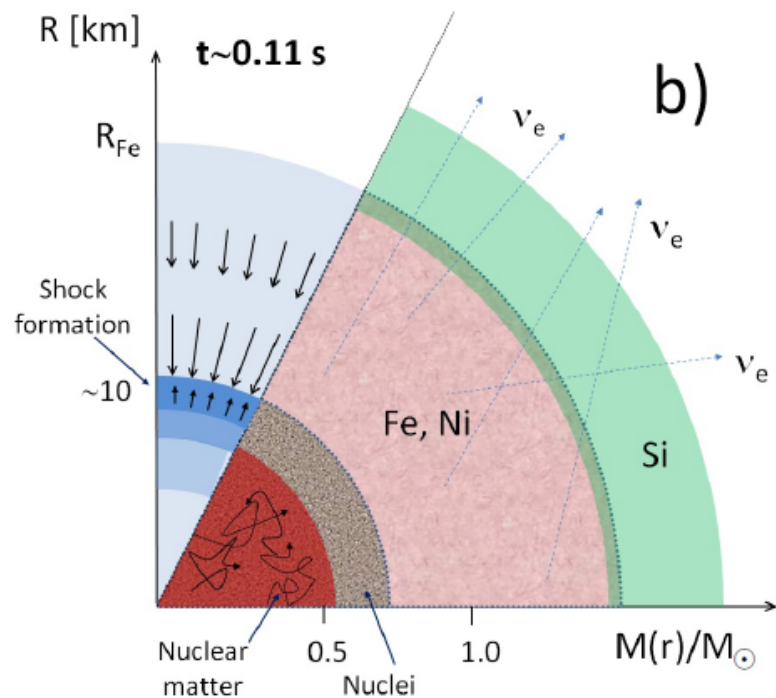 R [km]
t~0.11 s
b)
R_Fe
ν_e
ν_e
Shock
formation
~10
ν_e
Fe, Ni
Si
0.5
1.0
M(r)/M_☉
Nuclear
matter
Nuclei